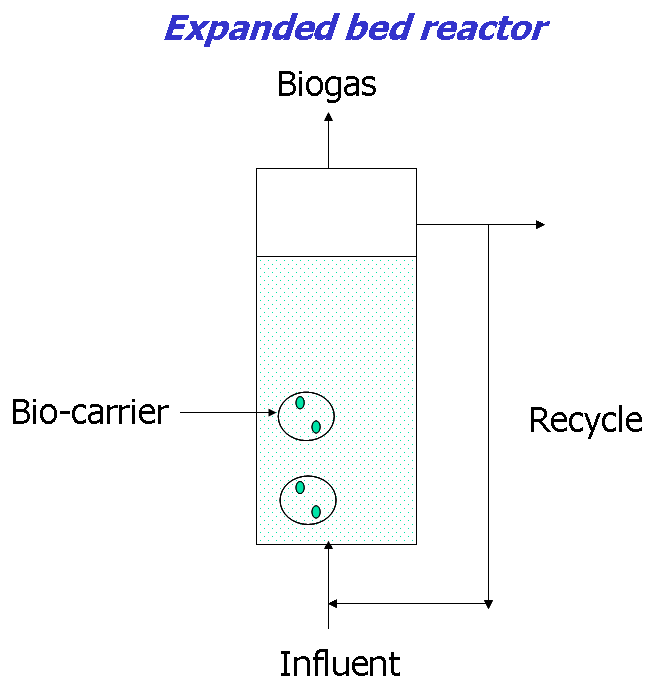 Expanded bed reactor
Biogas
Bio-carrier
Recycle
Influent